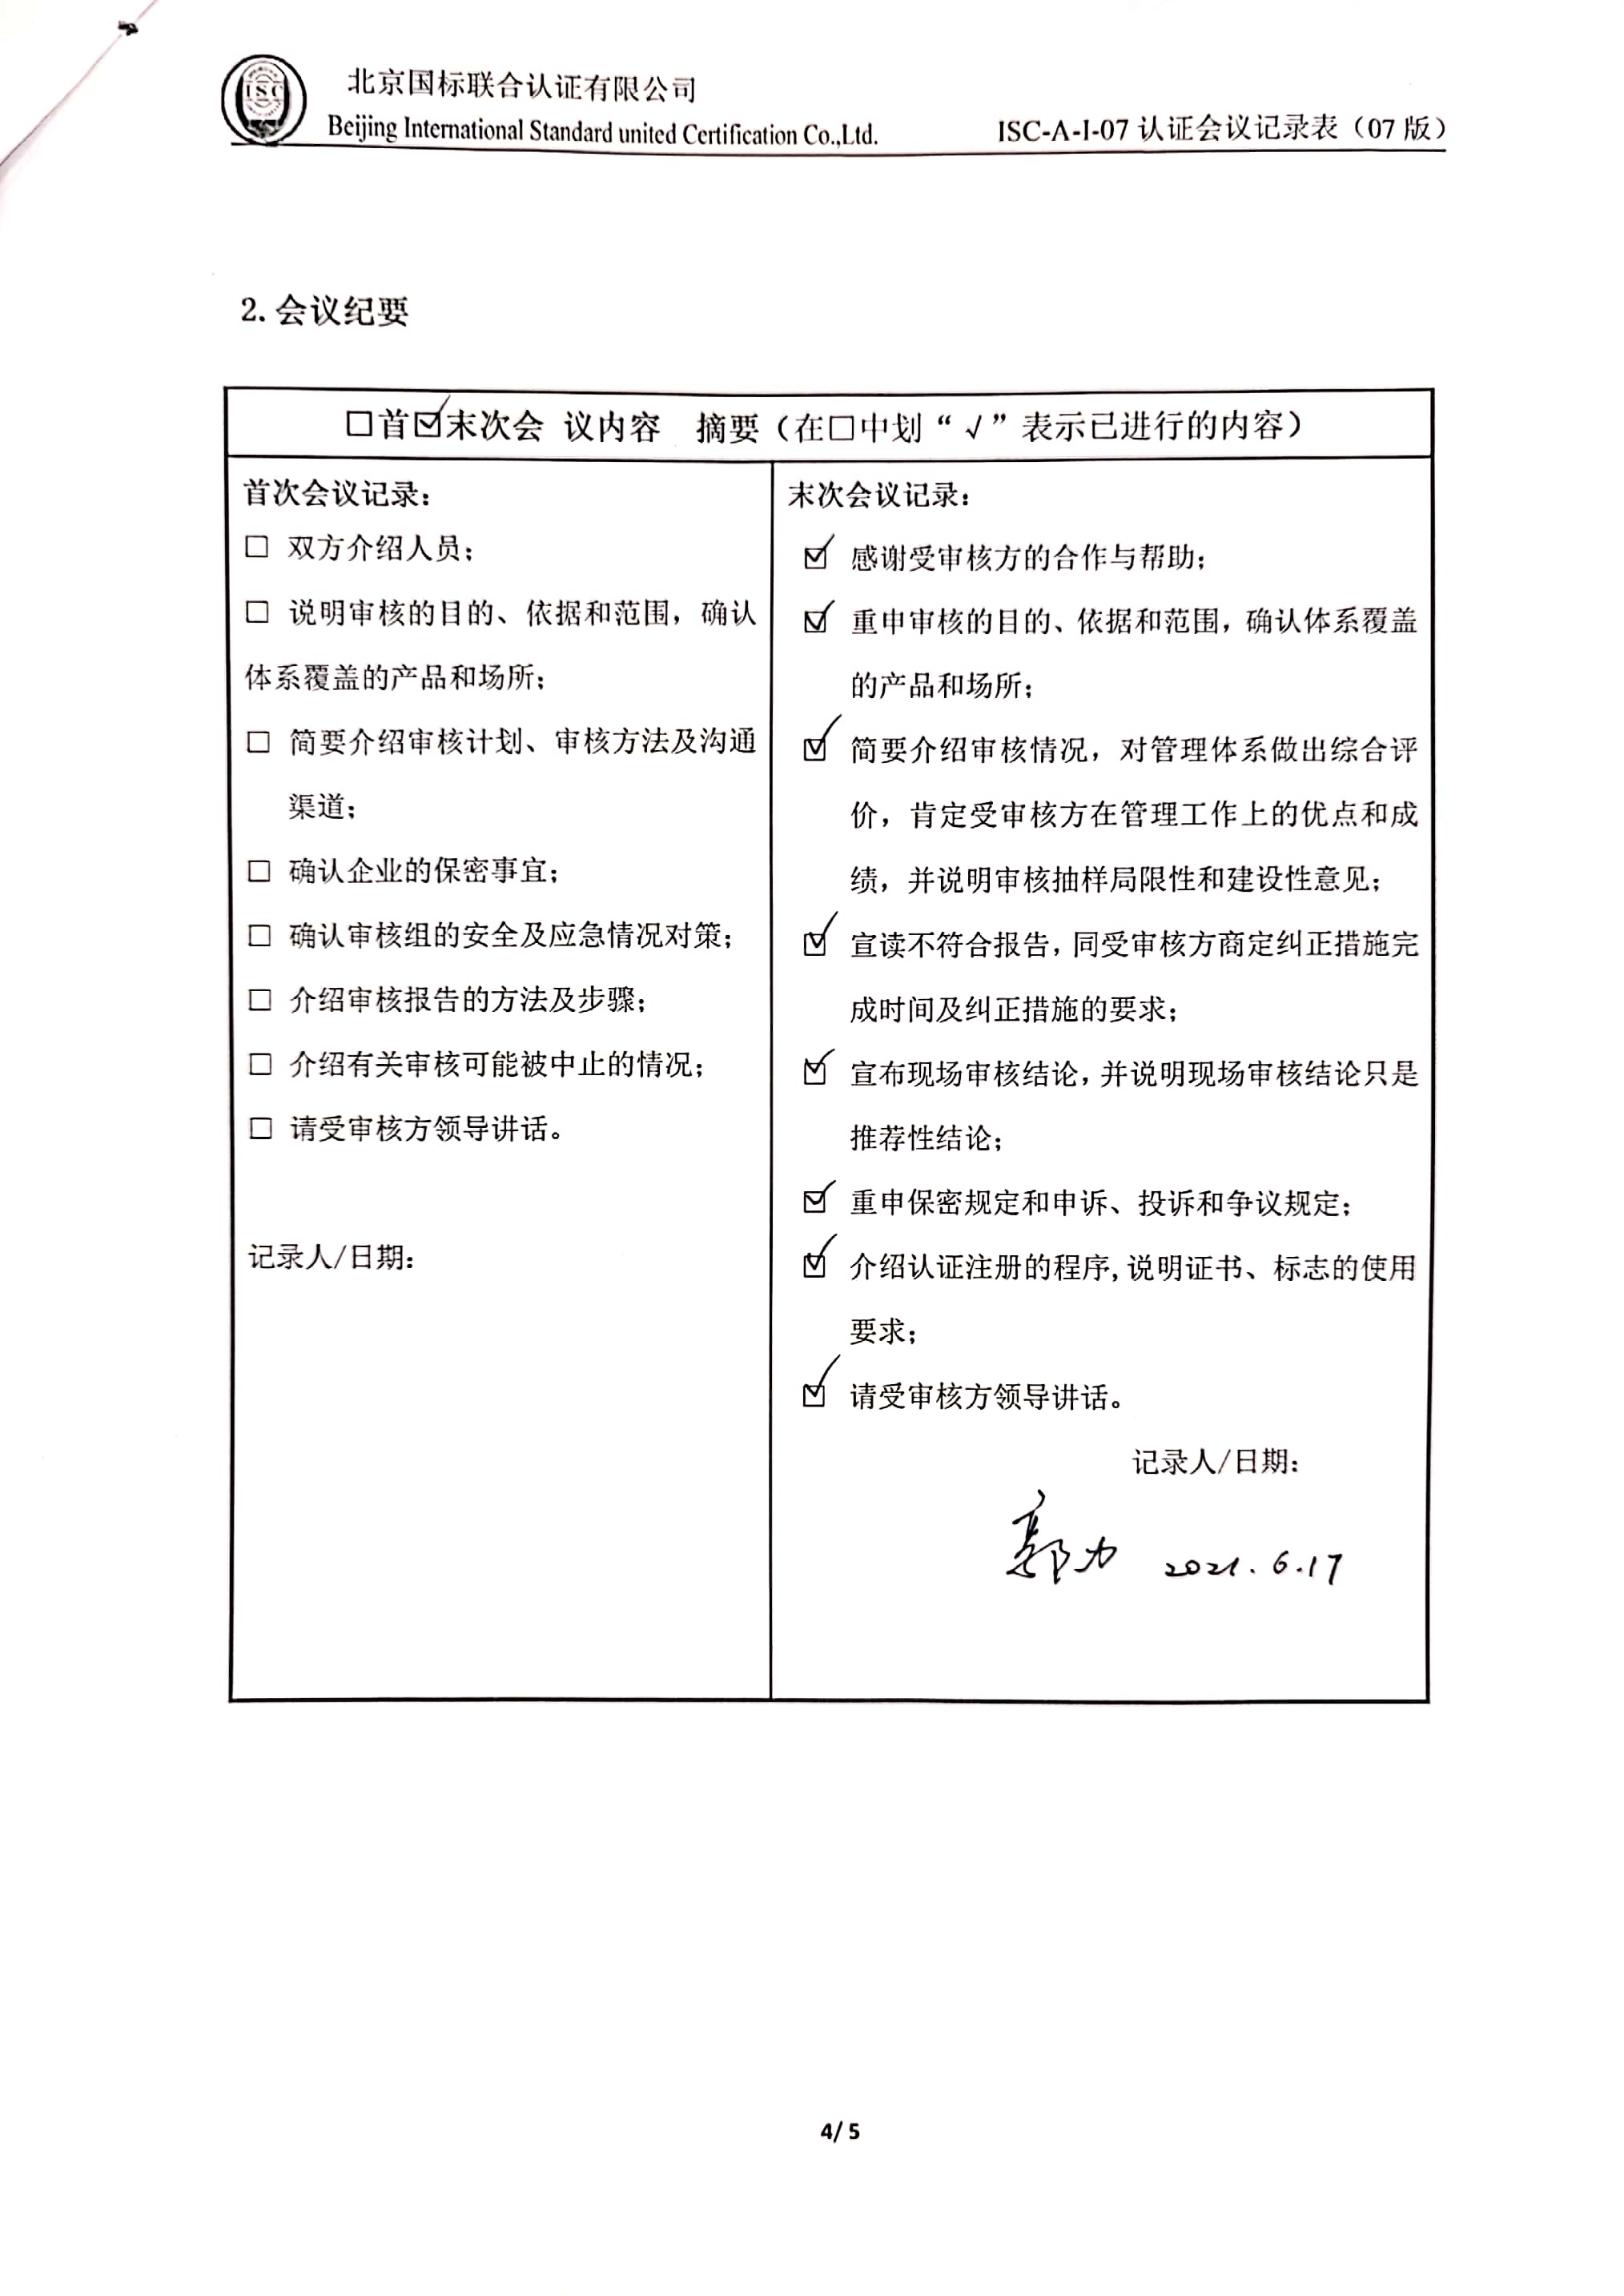 ISC
北京国标联合认证有限公司
Beijing International Standard united Certification Co.,Ltd.
ISC-A-I-07 认证会议记录表（07 版）
2. 会议纪要
□首☑末次会 议内容 摘要（在□中划“√”表示已进行的内容）
首次会议记录：
□ 双方介绍人员；
□ 说明审核的目的、依据和范围，确认
体系覆盖的产品和场所；
□ 简要介绍审核计划、审核方法及沟通
渠道；
□ 确认企业的保密事宜；
□ 确认审核组的安全及应急情况对策；
□ 介绍审核报告的方法及步骤；
□ 介绍有关审核可能被中止的情况；
□ 请受审核方领导讲话。
记录人/日期：
末次会议记录：
☑ 感谢受审核方的合作与帮助；
☑ 重申审核的目的、依据和范围，确认体系覆盖
的产品和场所；
☑ 简要介绍审核情况，对管理体系做出综合评
价，肯定受审核方在管理工作上的优点和成
绩，并说明审核抽样局限性和建设性意见；
☑ 宣读不符合报告，同受审核方商定纠正措施完
成时间及纠正措施的要求；
☑ 宣布现场审核结论，并说明现场审核结论只是
推荐性结论；
☑ 重申保密规定和申诉、投诉和争议规定；
☑ 介绍认证注册的程序,说明证书、标志的使用
要求；
☑ 请受审核方领导讲话。
记录人/日期：
郭力 2021.6.17
4/ 5